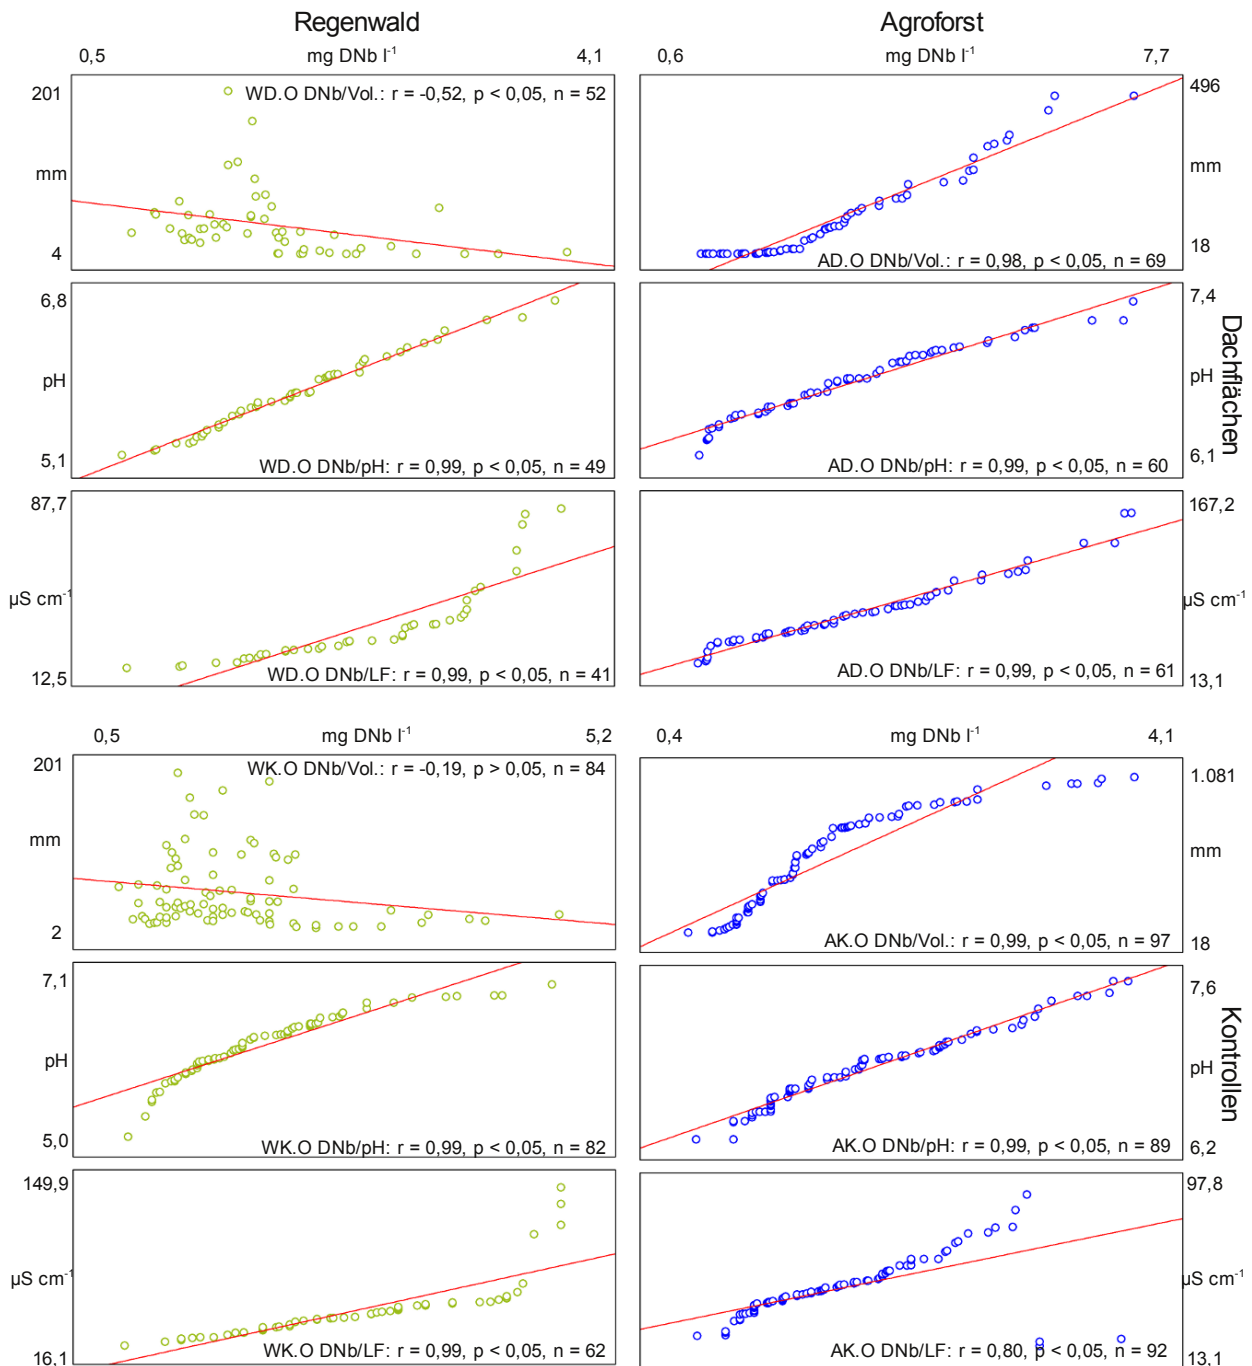 Regenwald
Agroforst
0,5 mg DNb l⁻¹ 4,1
0,6 mg DNb l⁻¹ 7,7
201
mm
4
WD.O DNb/Vol.: r = -0,52, p < 0,05, n = 52
496
mm
18
AD.O DNb/Vol.: r = 0,98, p < 0,05, n = 69
6,8
pH
5,1
WD.O DNb/pH: r = 0,99, p < 0,05, n = 49
7,4
pH
6,1
AD.O DNb/pH: r = 0,99, p < 0,05, n = 60
Dachflächen
87,7
µS cm⁻¹
12,5
WD.O DNb/LF: r = 0,99, p < 0,05, n = 41
167,2
µS cm⁻¹
13,1
AD.O DNb/LF: r = 0,99, p < 0,05, n = 61
0,5 mg DNb l⁻¹ 5,2
0,4 mg DNb l⁻¹ 4,1
201
mm
2
WK.O DNb/Vol.: r = -0,19, p > 0,05, n = 84
1.081
mm
18
AK.O DNb/Vol.: r = 0,99, p < 0,05, n = 97
7,1
pH
5,0
WK.O DNb/pH: r = 0,99, p < 0,05, n = 82
7,6
pH
6,2
AK.O DNb/pH: r = 0,99, p < 0,05, n = 89
Kontrollen
149,9
µS cm⁻¹
16,1
WK.O DNb/LF: r = 0,99, p < 0,05, n = 62
97,8
µS cm⁻¹
13,1
AK.O DNb/LF: r = 0,80, p < 0,05, n = 92